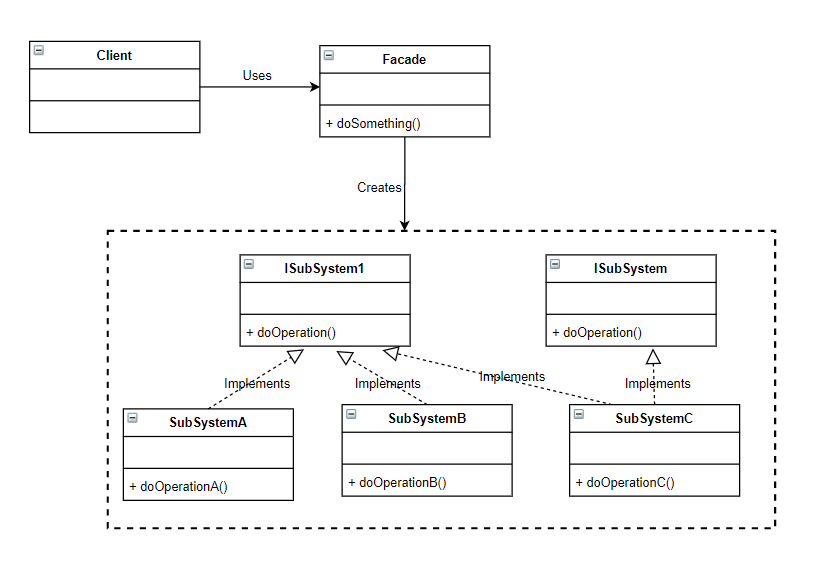 Client
Facade
Uses
+ doSomething()
Creates
ISubSystem1
ISubSystem
+ doOperation()
+ doOperation()
Implements
Implements
Implements
Implements
SubSystemA
SubSystemB
SubSystemC
+ doOperationA()
+ doOperationB()
+ doOperationC()